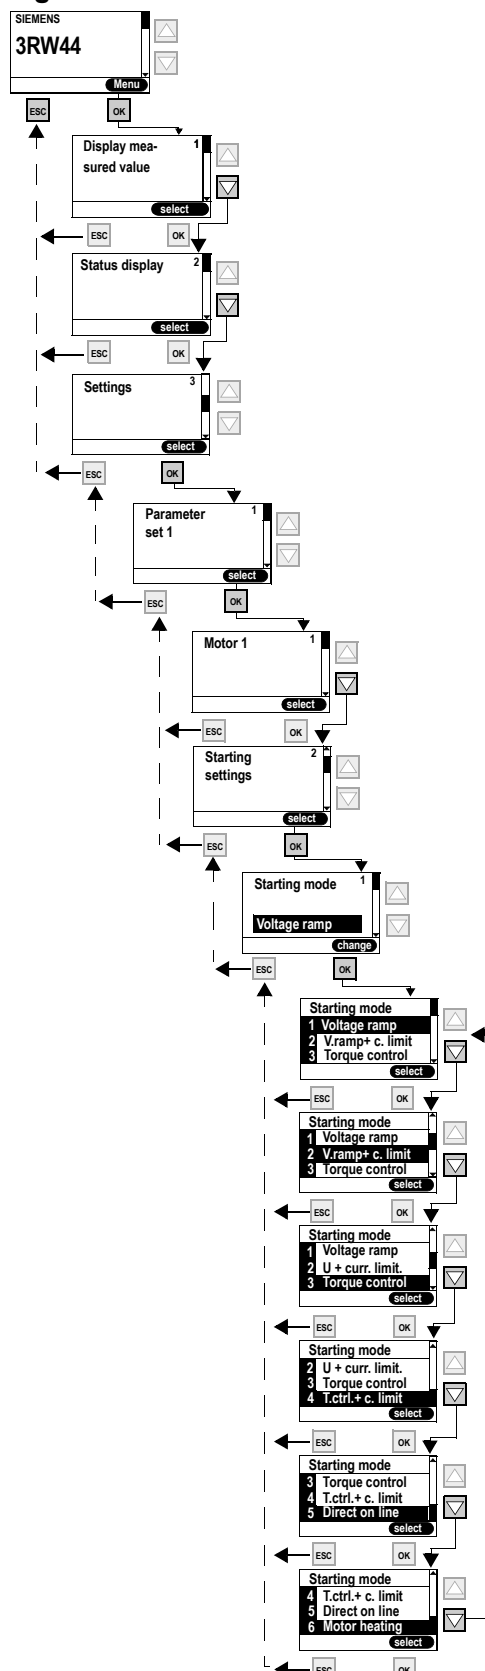 SIEMENS
3RW44
Menu
ESC OK
Display mea- 1
sured value
select
ESC OK
Status display 2
select
ESC OK
Settings 3
select
ESC OK
Parameter 1
set 1
select
ESC OK
Motor 1 1
select
ESC OK
Starting 2
settings
select
ESC OK
Starting mode 1
Voltage ramp
change
ESC OK
Starting mode
1 Voltage ramp
2 V.ramp+ c. limit
3 Torque control
select
ESC OK
Starting mode
1 Voltage ramp
2 V.ramp+ c. limit
3 Torque control
select
ESC OK
Starting mode
1 Voltage ramp
2 U + curr. limit.
3 Torque control
select
ESC OK
Starting mode
2 U + curr. limit.
3 Torque control
4 T.ctrl.+ c. limit
select
ESC OK
Starting mode
3 Torque control
4 T.ctrl.+ c. limit
5 Direct on line
select
ESC OK
Starting mode
4 T.ctrl.+ c. limit
5 Direct on line
6 Motor heating
select
ESC OK